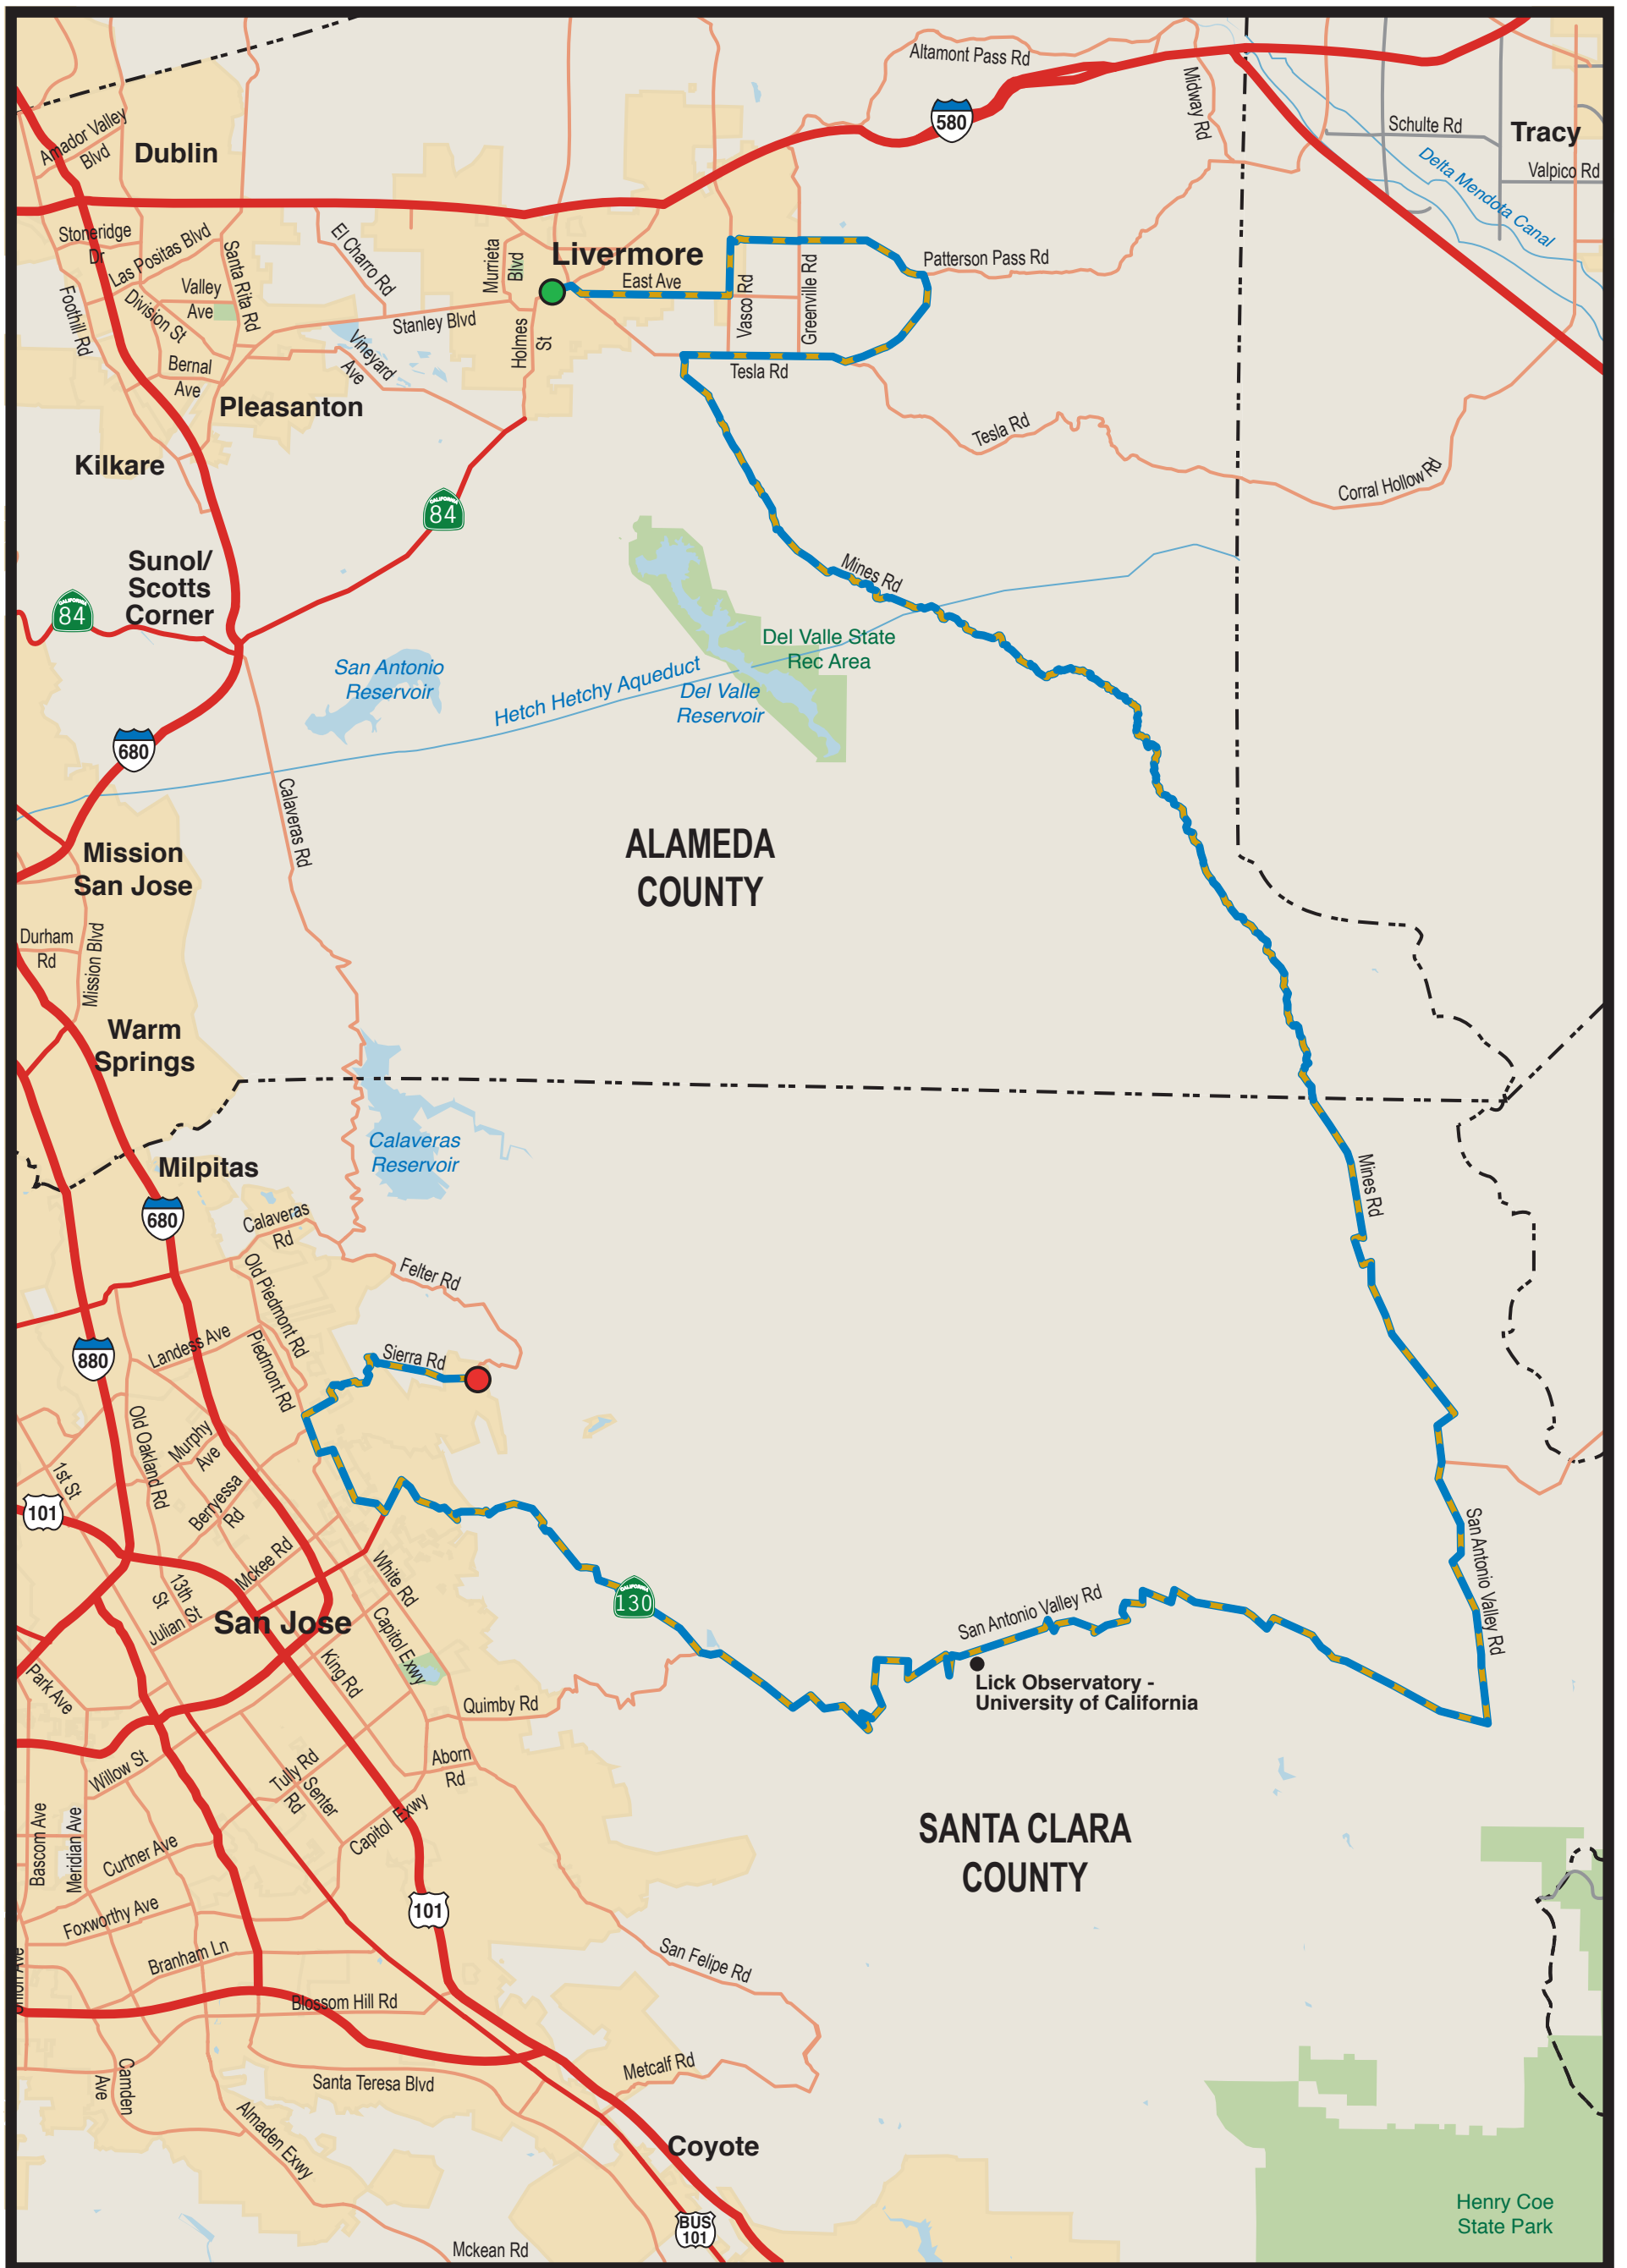 Altamont Pass Rd
580
Midway Rd
Schulte Rd
Tracy
Valpico Rd
Delta Mendota Canal
Amador Valley
Blvd
Dublin
Stoneridge
Dr
Las Positas Blvd
Santa Rita Rd
El Charro Rd
Murrieta
Blvd
Livermore
East Ave
Vasco Rd
Greenville Rd
Patterson Pass Rd
Foothill Rd
Valley
Ave
Division St
Stanley Blvd
Holmes
St
Vineyard
Ave
Bernal
Ave
Tesla Rd
Pleasanton
Tesla Rd
Kilkare
Corral Hollow Rd
CALIFORNIA
84
Sunol/
Scotts
Corner
CALIFORNIA
84
Mines Rd
Del Valle State
Rec Area
San Antonio
Reservoir
Hetch Hetchy Aqueduct
Del Valle
Reservoir
680
Calaveras Rd
ALAMEDA
COUNTY
Mission
San Jose
Durham
Rd
Mission Blvd
Warm
Springs
Calaveras
Reservoir
Milpitas
Mines Rd
680
Calaveras
Rd
Felter Rd
Old Piedmont Rd
Landess Ave
Piedmont Rd
880
Sierra Rd
Old Oakland Rd
Murphy
Ave
1st St
Berryessa
Rd
101
San Antonio Valley Rd
Mckee Rd
White Rd
13th
St
Julian St
CALIFORNIA
130
San Antonio Valley Rd
San Jose
Capitol Expy
King Rd
Park Ave
Lick Observatory -
University of California
Quimby Rd
Aborn
Rd
Willow St
Tully Rd
Senter
Rd
Capitol Exwy
Bascom Ave
Meridian Ave
Curtner Ave
SANTA CLARA
COUNTY
Foxworthy Ave
101
Branham Ln
San Felipe Rd
Union Ave
Blossom Hill Rd
Metcalf Rd
Camden
Ave
Santa Teresa Blvd
Almaden Exwy
Coyote
Henry Coe
State Park
BUS
101
Mckean Rd